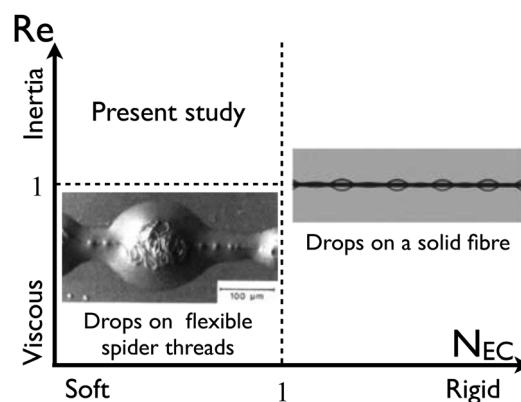 Re
Inertia
Present study
1
Drops on a solid fibre
100 µm
Viscous
Drops on flexible
spider threads
NEC
Soft
1
Rigid